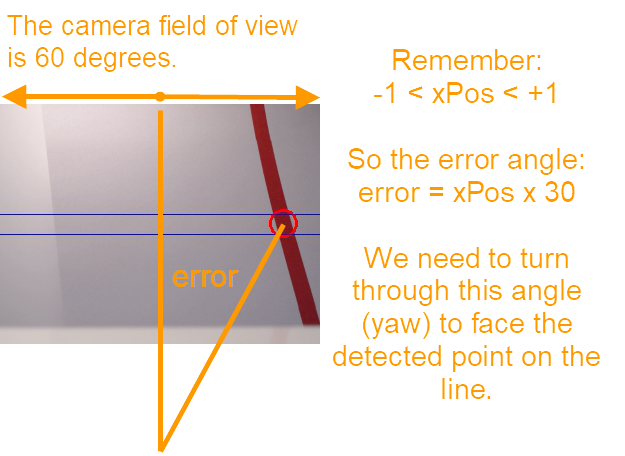 The camera field of view
is 60 degrees.
Remember:
-1 < xPos < +1
So the error angle:
error = xPos x 30
We need to turn
through this angle
(yaw) to face the
detected point on the
line.
error